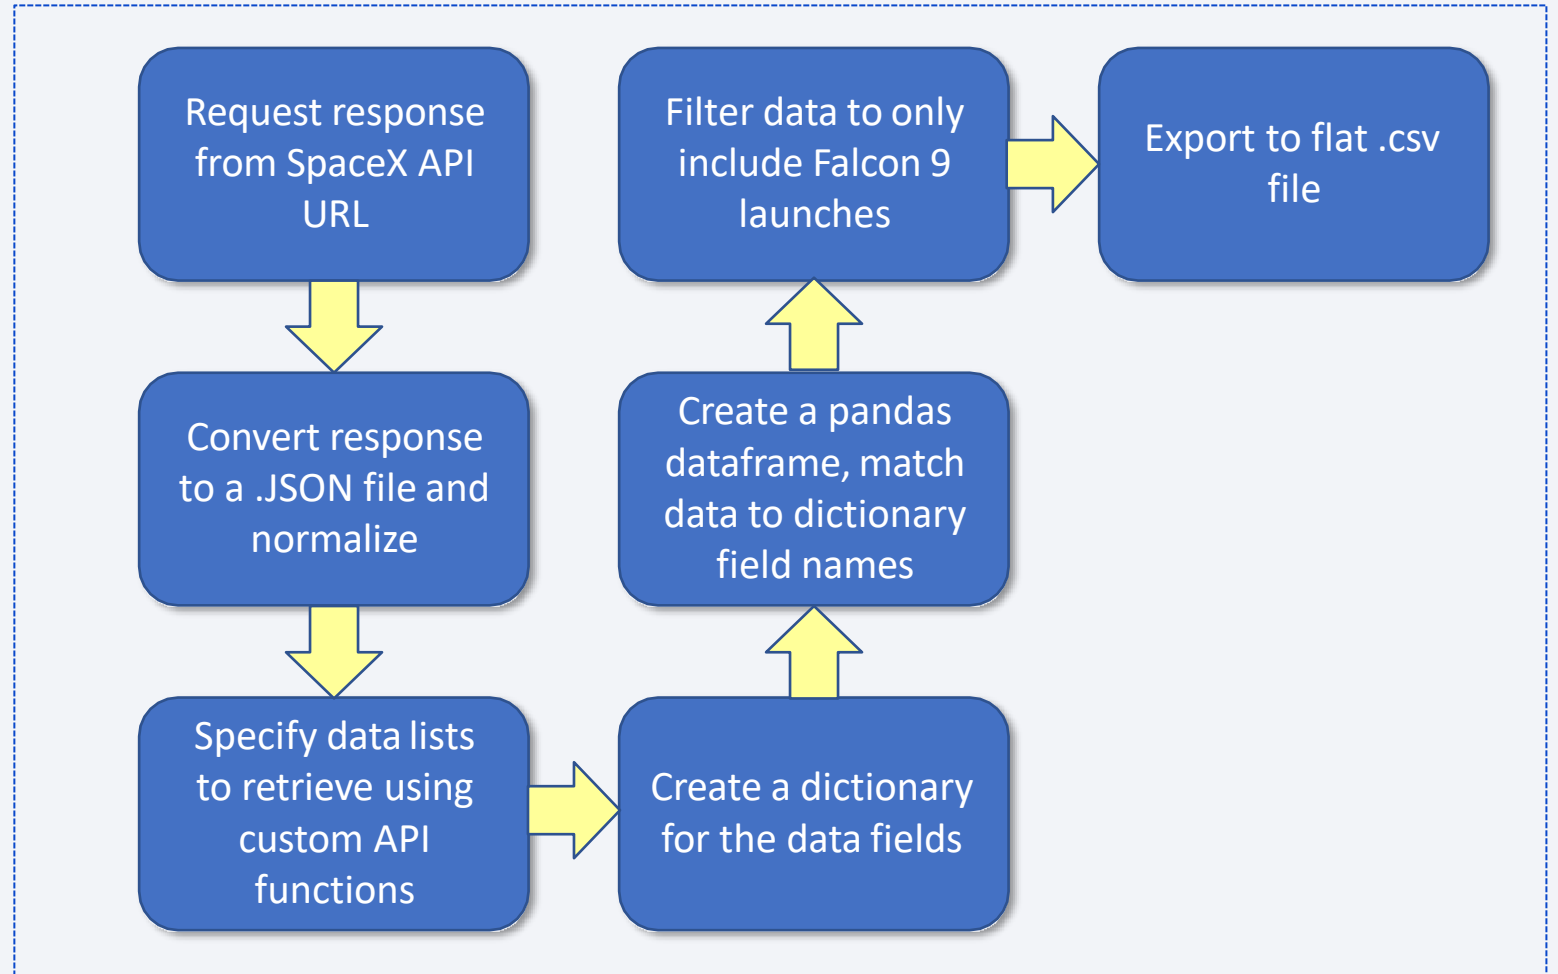 Request response
from SpaceX API
URL
Convert response
to a .JSON file and
normalize
Specify data lists
to retrieve using
custom API
functions
Create a dictionary
for the data fields
Create a pandas
dataframe, match
data to dictionary
field names
Filter data to only
include Falcon 9
launches
Export to flat .csv
file